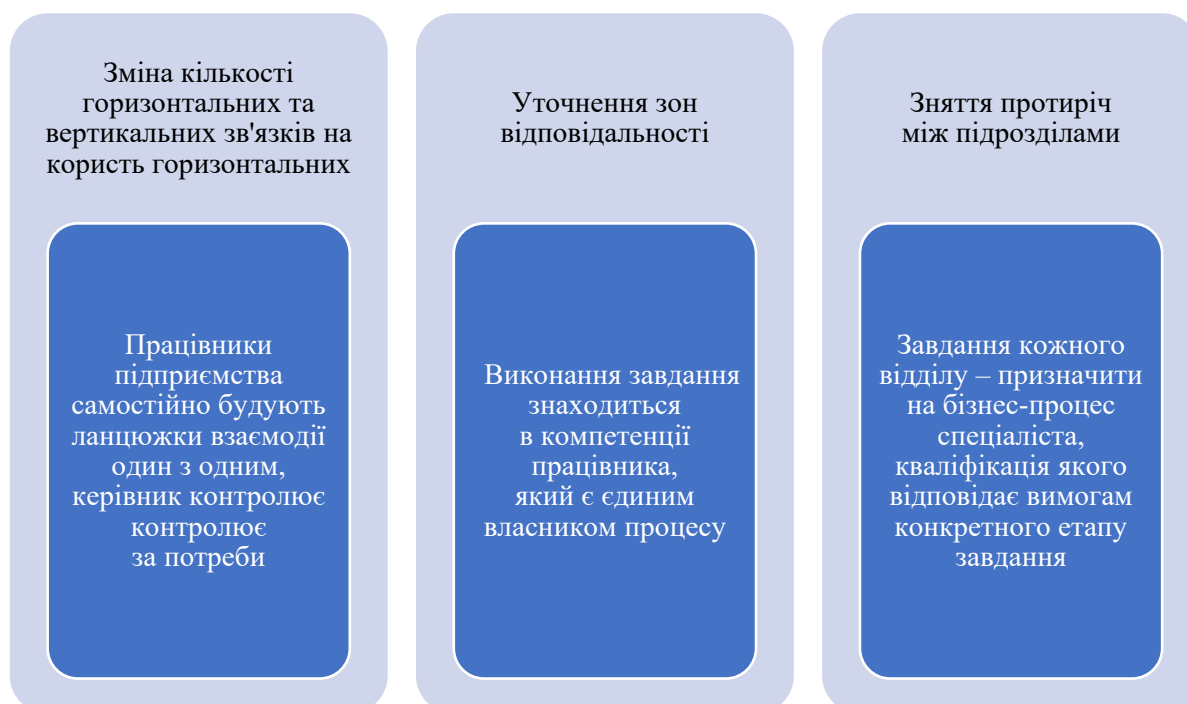 Зміна кількості
горизонтальних та
вертикальних зв'язків на
користь горизонтальних
Працівники
підприємства
самостійно будують
ланцюжки взаємодії
один з одним,
керівник контролює
контролює
за потреби
Уточнення зон
відповідальності
Виконання завдання
знаходиться
в компетенції
працівника,
який є єдиним
власником процесу
Зняття протиріч
між підрозділами
Завдання кожного
відділу – призначити
на бізнес-процес
спеціаліста,
кваліфікація якого
відповідає вимогам
конкретного етапу
завдання